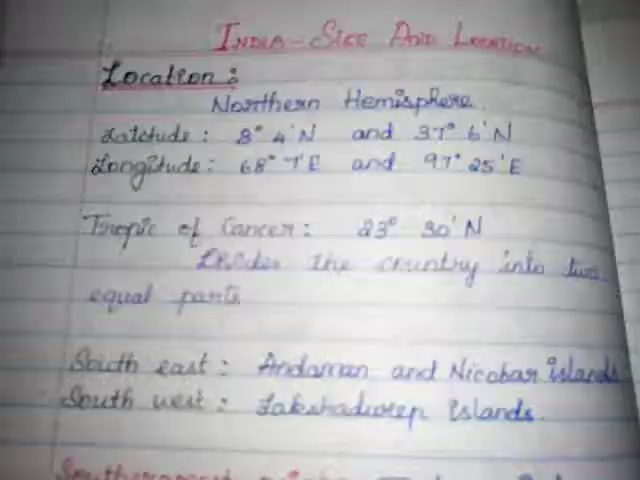 INDIA - SIZE AND LOCATION
Location:
Northern Hemisphere.
Latitude: 8° 4' N and 37° 6' N
Longitude: 68° 7' E and 97° 25' E
Tropic of Cancer: 23° 30' N
Divides the country into two
equal parts
South east: Andaman and Nicobar islands
South west: Lakshadweep islands.